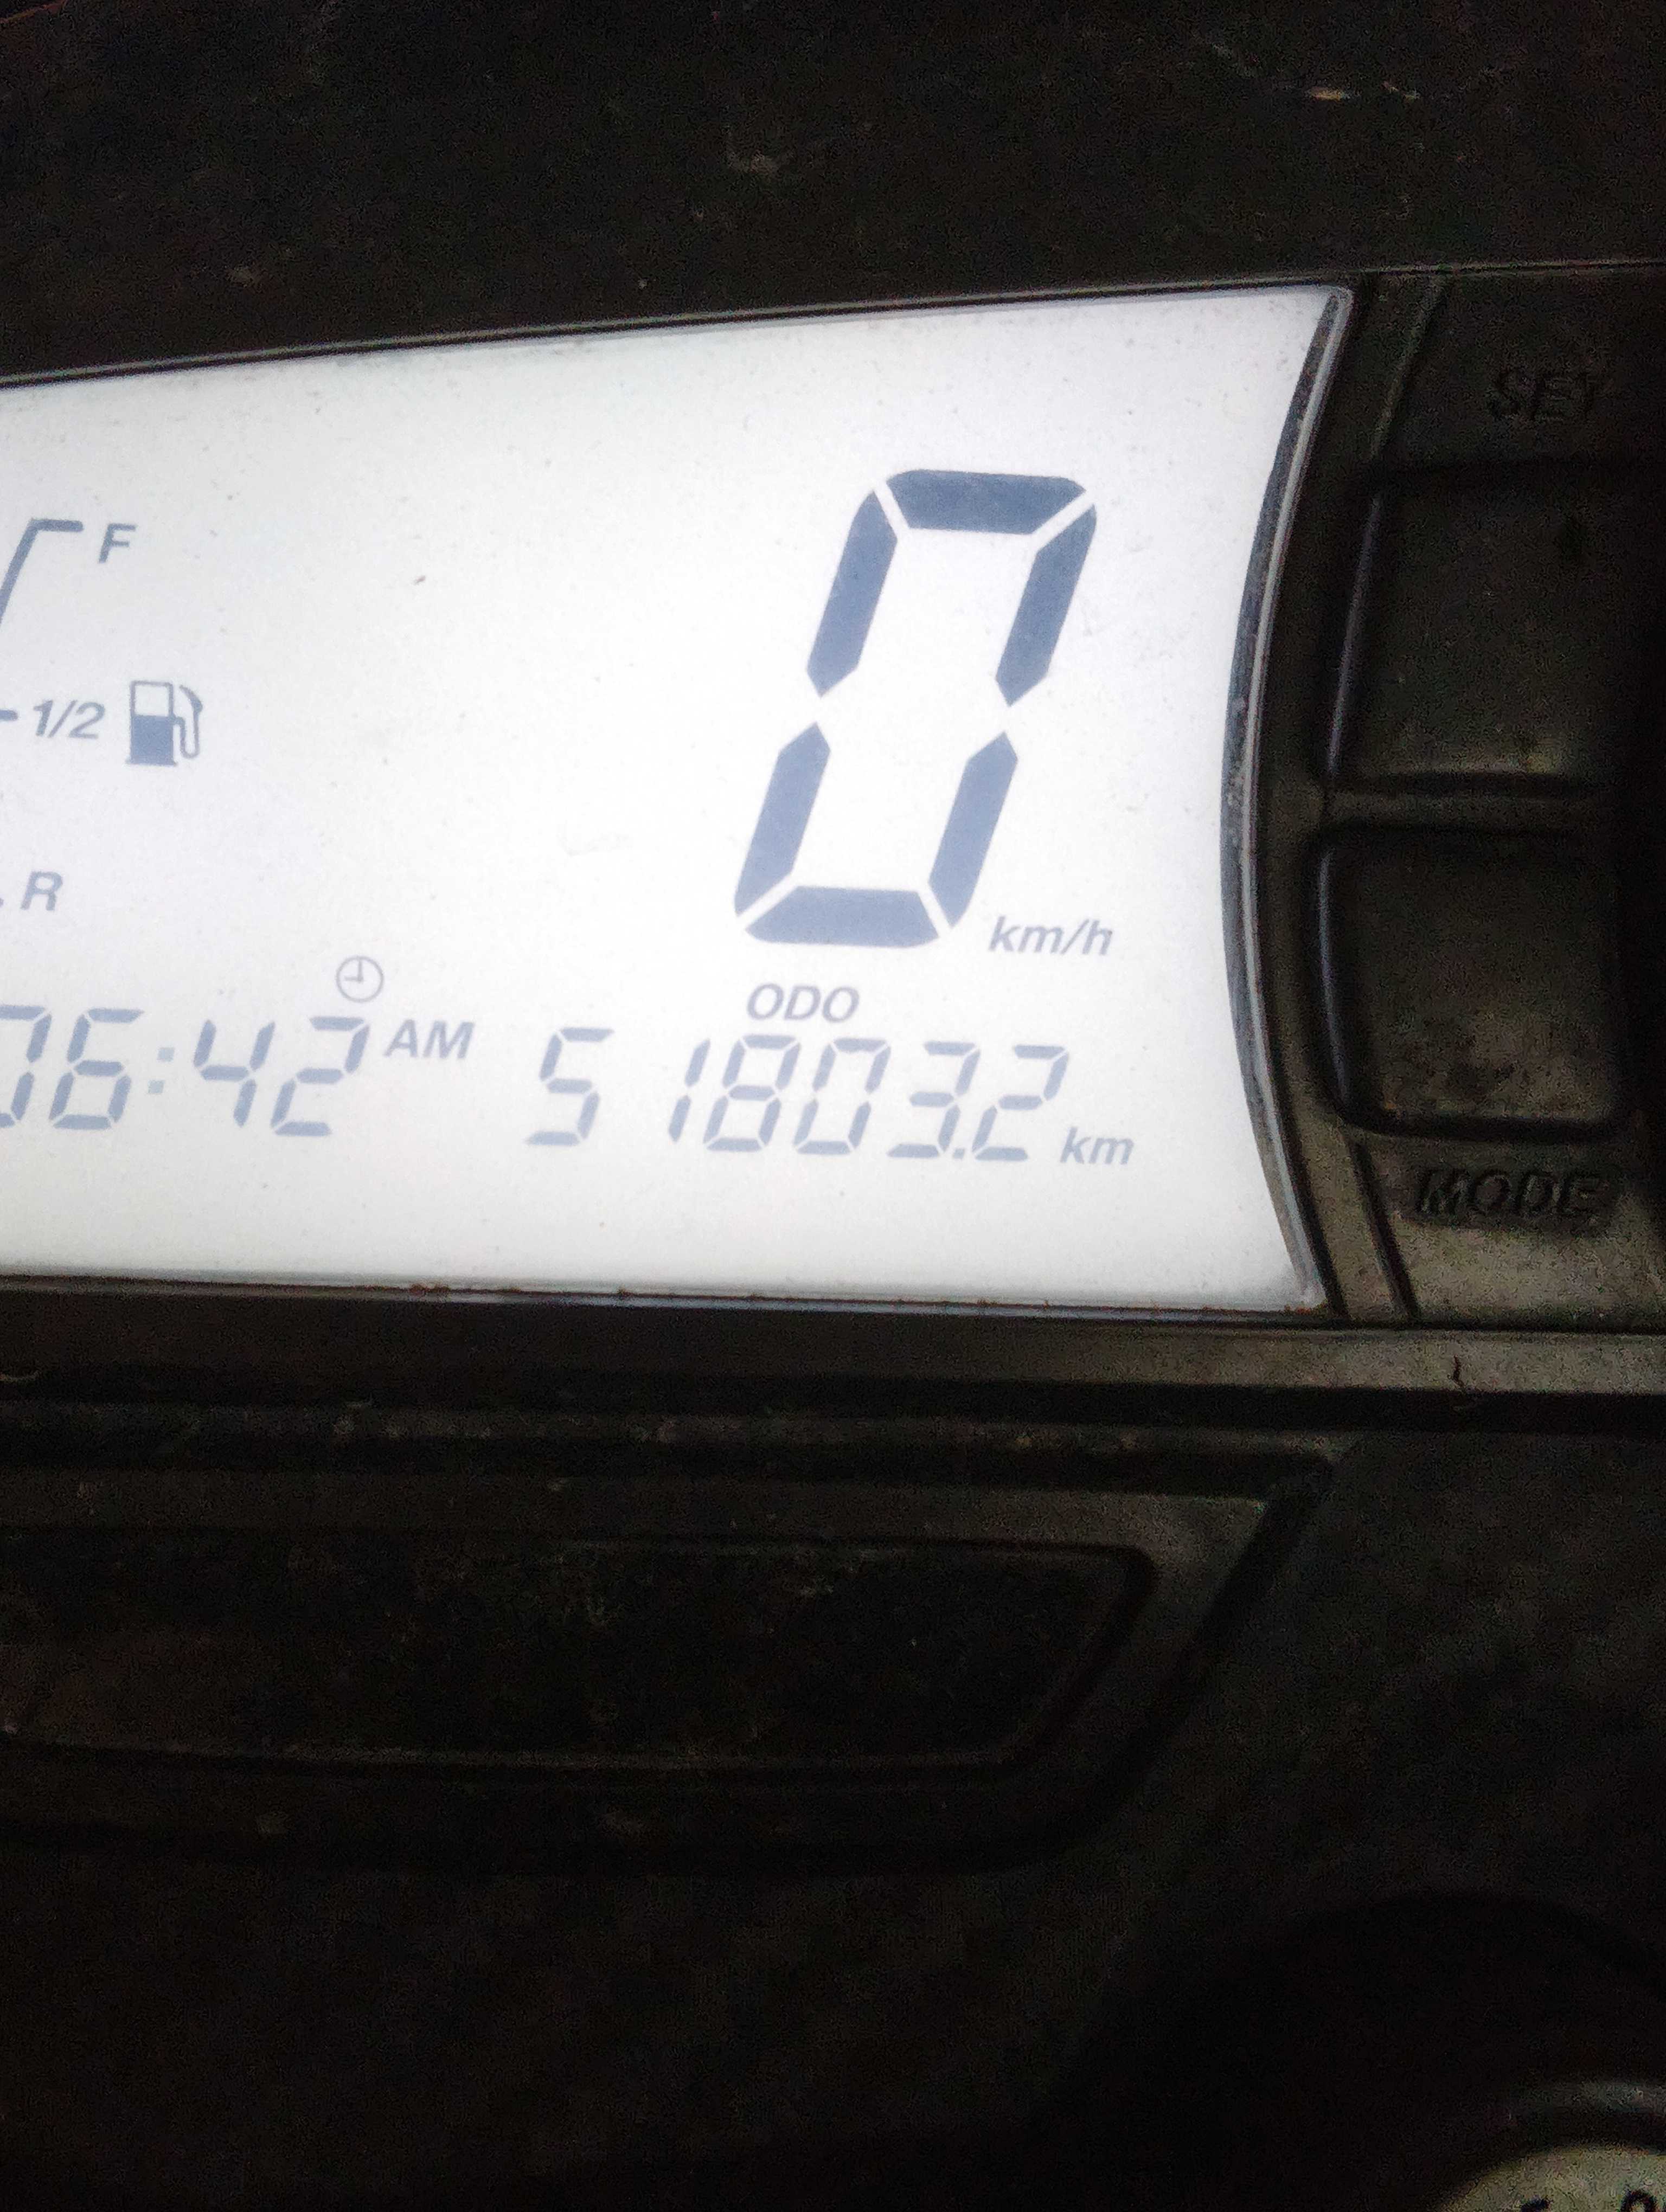 SET
F
1/2
R
0 km/h
ODO
06:42 AM 51803.2 km
MODE